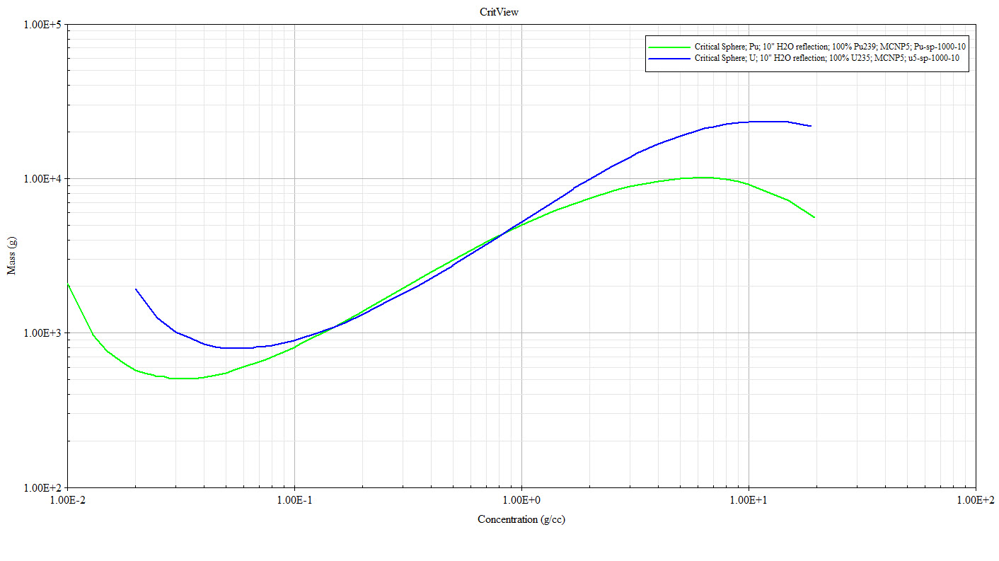 CritView
1.00E+5
Critical Sphere; Pu; 10" H2O reflection; 100% Pu239; MCNP5; Pu-sp-1000-10
Critical Sphere; U; 10" H2O reflection; 100% U235; MCNP5; u5-sp-1000-10
1.00E+4
Mass (g)
1.00E+3
1.00E+2
1.00E-2 1.00E-1 1.00E+0 1.00E+1 1.00E+2
Concentration (g/cc)